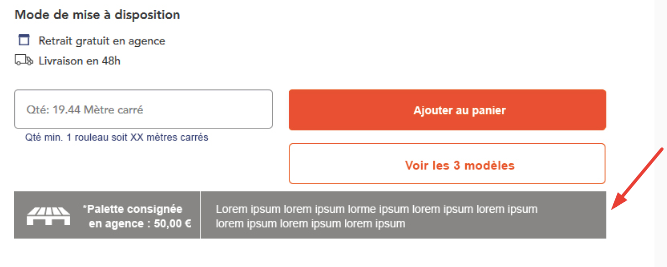 Mode de mise à disposition
Retrait gratuit en agence
Livraison en 48h
Qté: 19.44 Mètre carré
Ajouter au panier
Qté min. 1 rouleau soit XX mètres carrés
Voir les 3 modèles
*Palette consignée
en agence : 50,00 €
Lorem ipsum lorem ipsum lorme ipsum lorem ipsum lorem ipsum
lorem ipsum lorem ipsum lorem ipsum